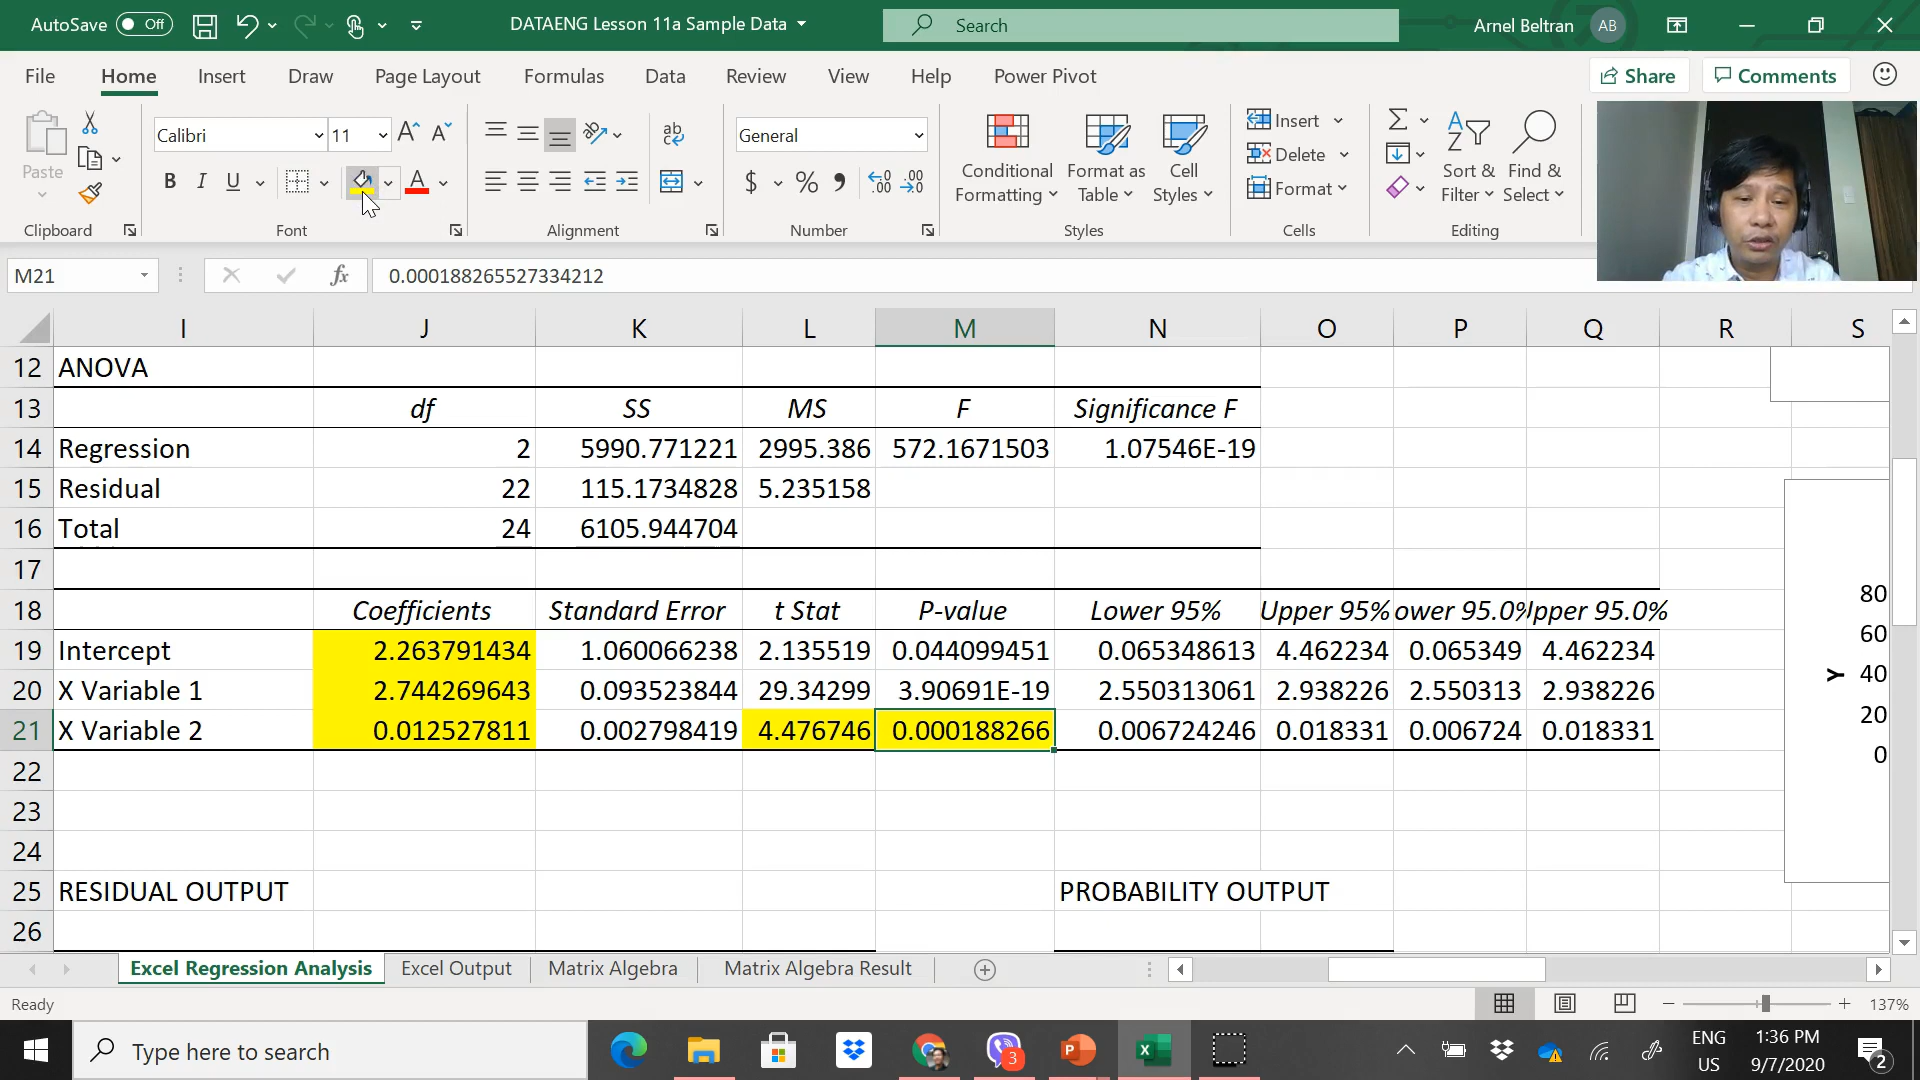 AutoSave Off DATAENG Lesson 11a Sample Data Search Arnel Beltran AB
File Home Insert Draw Page Layout Formulas Data Review View Help Power Pivot Share Comments
Paste Calibri 11 General Conditional Formatting Format as Table Cell Styles Insert Delete Format Sort & Filter Find & Select
Clipboard Font Alignment Number Styles Cells Editing
M21 fx 0.000188265527334212
I J K L M N O P Q R S
12 ANOVA
13 df SS MS F Significance F
14 Regression 2 5990.771221 2995.386 572.1671503 1.07546E-19
15 Residual 22 115.1734828 5.235158
16 Total 24 6105.944704
17
18 Coefficients Standard Error t Stat P-value Lower 95% Upper 95% ower 95.0% pper 95.0%
19 Intercept 2.263791434 1.060066238 2.135519 0.044099451 0.065348613 4.462234 0.065349 4.462234
20 X Variable 1 2.744269643 0.093523844 29.34299 3.90691E-19 2.550313061 2.938226 2.550313 2.938226
21 X Variable 2 0.012527811 0.002798419 4.476746 0.000188266 0.006724246 0.018331 0.006724 0.018331
22
23
24
25 RESIDUAL OUTPUT PROBABILITY OUTPUT
26
80
60
Y 40
20
0
Excel Regression Analysis Excel Output Matrix Algebra Matrix Algebra Result
Ready 137%
Type here to search 3 ENG US 1:36 PM 9/7/2020 2